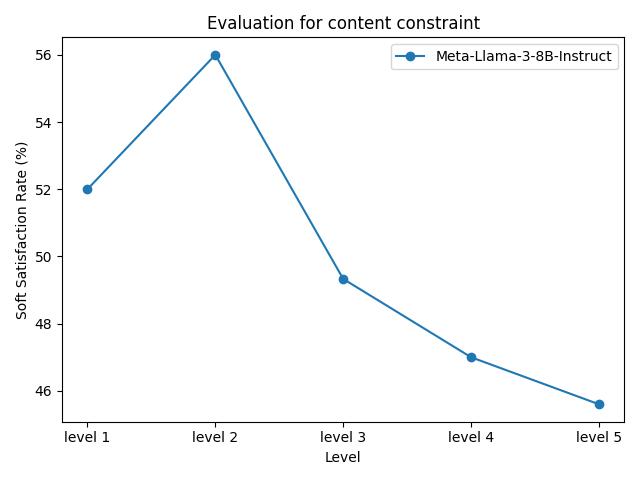 Evaluation for content constraint
Meta-Llama-3-8B-Instruct
Soft Satisfaction Rate (%)
56
54
52
50
48
46
level 1 level 2 level 3 level 4 level 5
Level